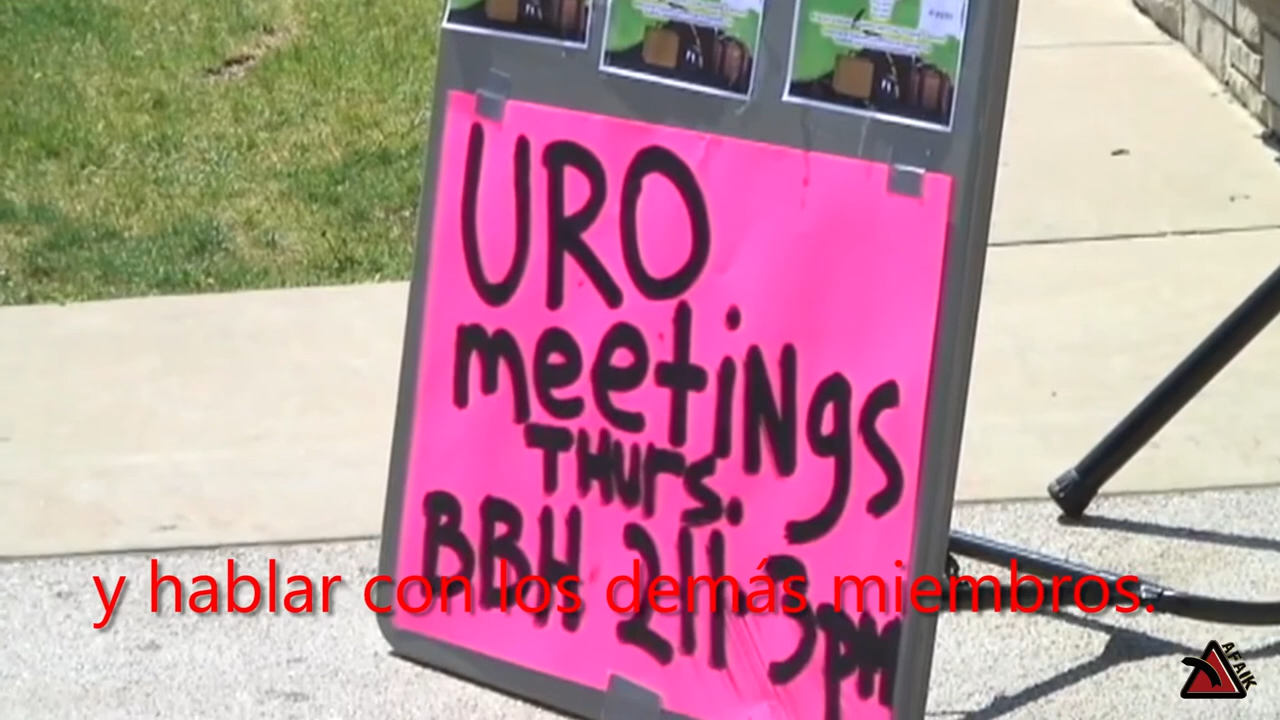 URO
meetiNgs
THUrs.
BBH 211 3pM
y hablar con los demás miembros.
AFAIK